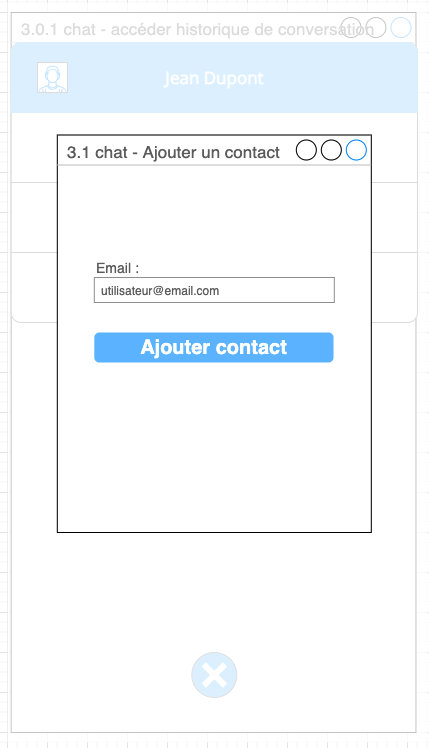 3.0.1 chat - accéder historique de conversation
Jean Dupont
3.1 chat - Ajouter un contact
Email :
utilisateur@email.com
Ajouter contact